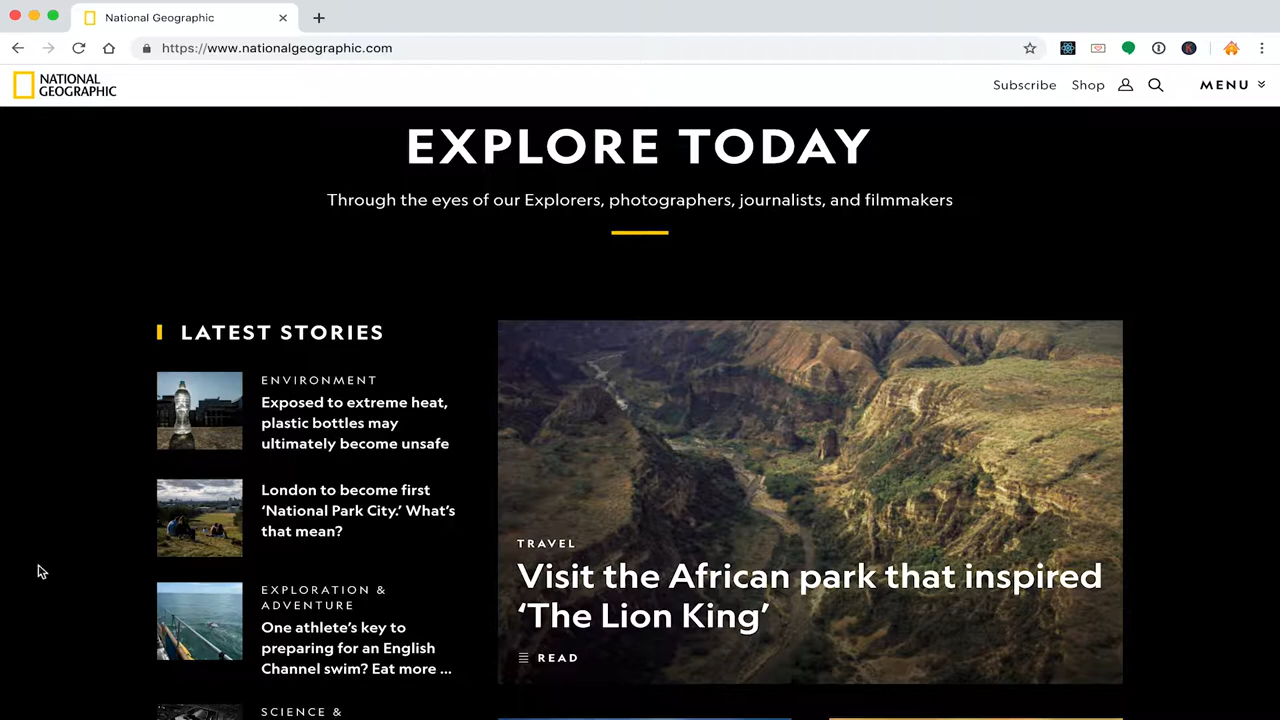 National Geographic
https://www.nationalgeographic.com
NATIONAL
GEOGRAPHIC
Subscribe
Shop
MENU
EXPLORE TODAY
Through the eyes of our Explorers, photographers, journalists, and filmmakers
LATEST STORIES
ENVIRONMENT
Exposed to extreme heat,
plastic bottles may
ultimately become unsafe
London to become first
‘National Park City.’ What’s
that mean?
EXPLORATION &
ADVENTURE
One athlete’s key to
preparing for an English
Channel swim? Eat more ...
SCIENCE &
TRAVEL
Visit the African park that inspired
‘The Lion King’
READ